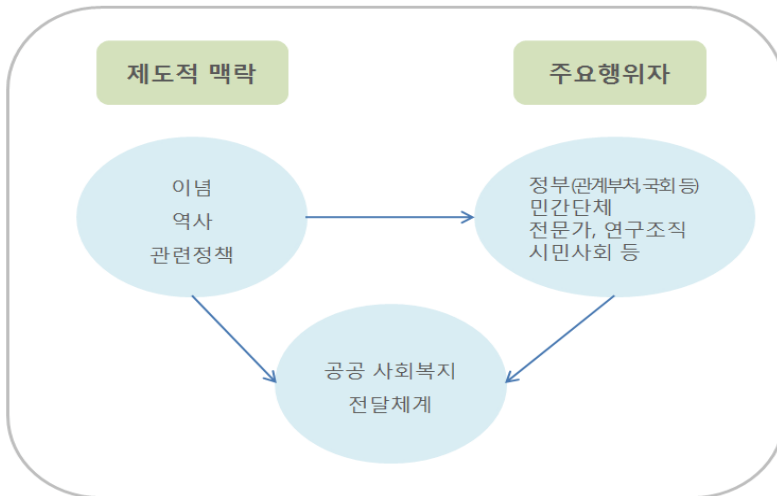 제도적 맥락
주요행위자
이념
역사
관련정책
정부(관계부처,국회 등)
민간단체
전문가, 연구조직
시민사회 등
공공 사회복지
전달체계